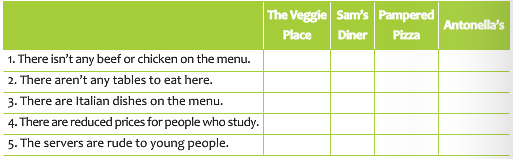 The Veggie Place Sam's Diner Pampered Pizza Antonella's
1. There isn't any beef or chicken on the menu.
2. There aren't any tables to eat here.
3. There are Italian dishes on the menu.
4. There are reduced prices for people who study.
5. The servers are rude to young people.